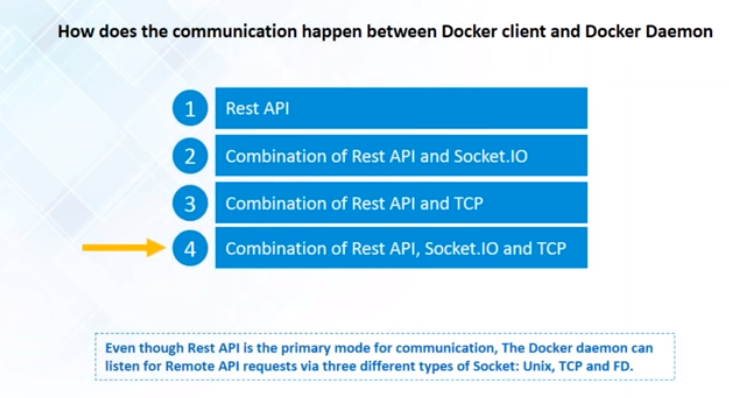 How does the communication happen between Docker client and Docker Daemon
1 Rest API
2 Combination of Rest API and Socket.IO
3 Combination of Rest API and TCP
4 Combination of Rest API, Socket.IO and TCP
Even though Rest API is the primary mode for communication, The Docker daemon can
listen for Remote API requests via three different types of Socket: Unix, TCP and FD.